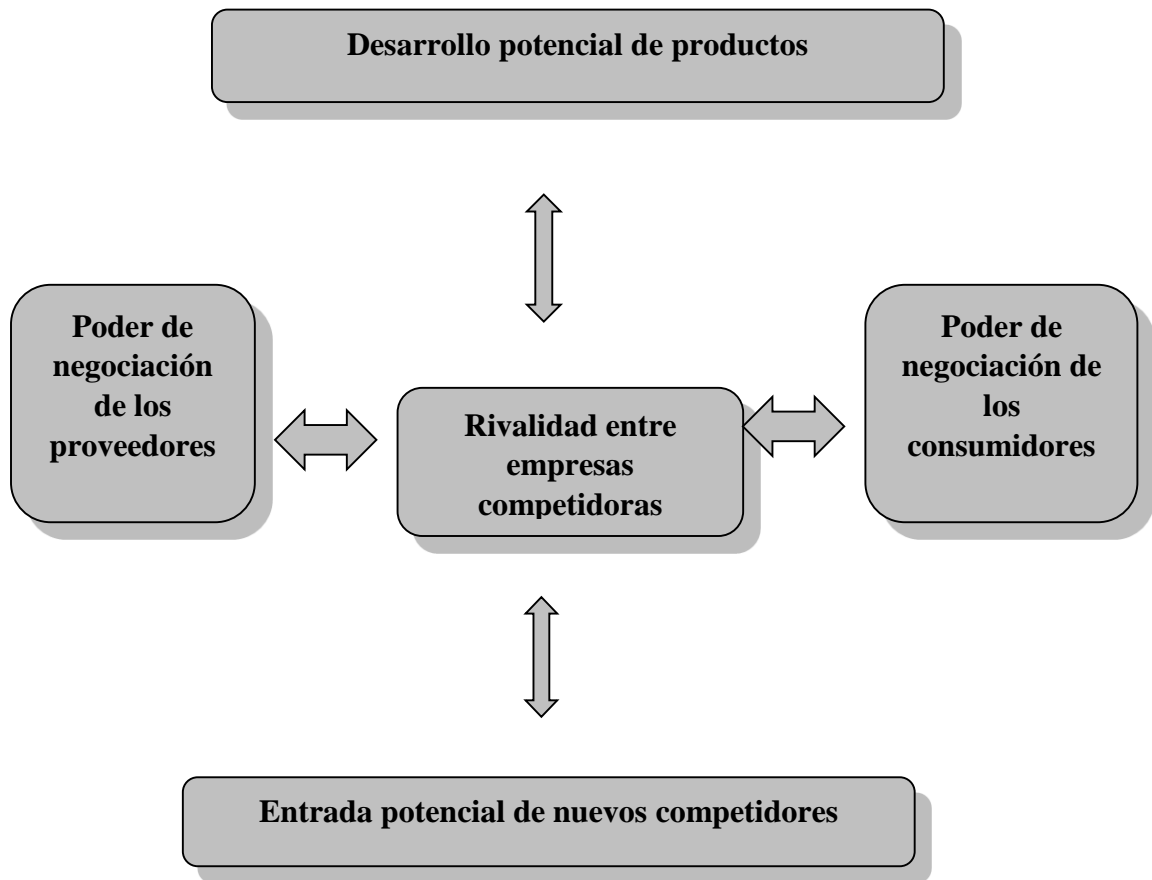 Desarrollo potencial de productos
Poder de
negociación
de los
proveedores
Rivalidad entre
empresas
competidoras
Poder de
negociación de
los
consumidores
Entrada potencial de nuevos competidores